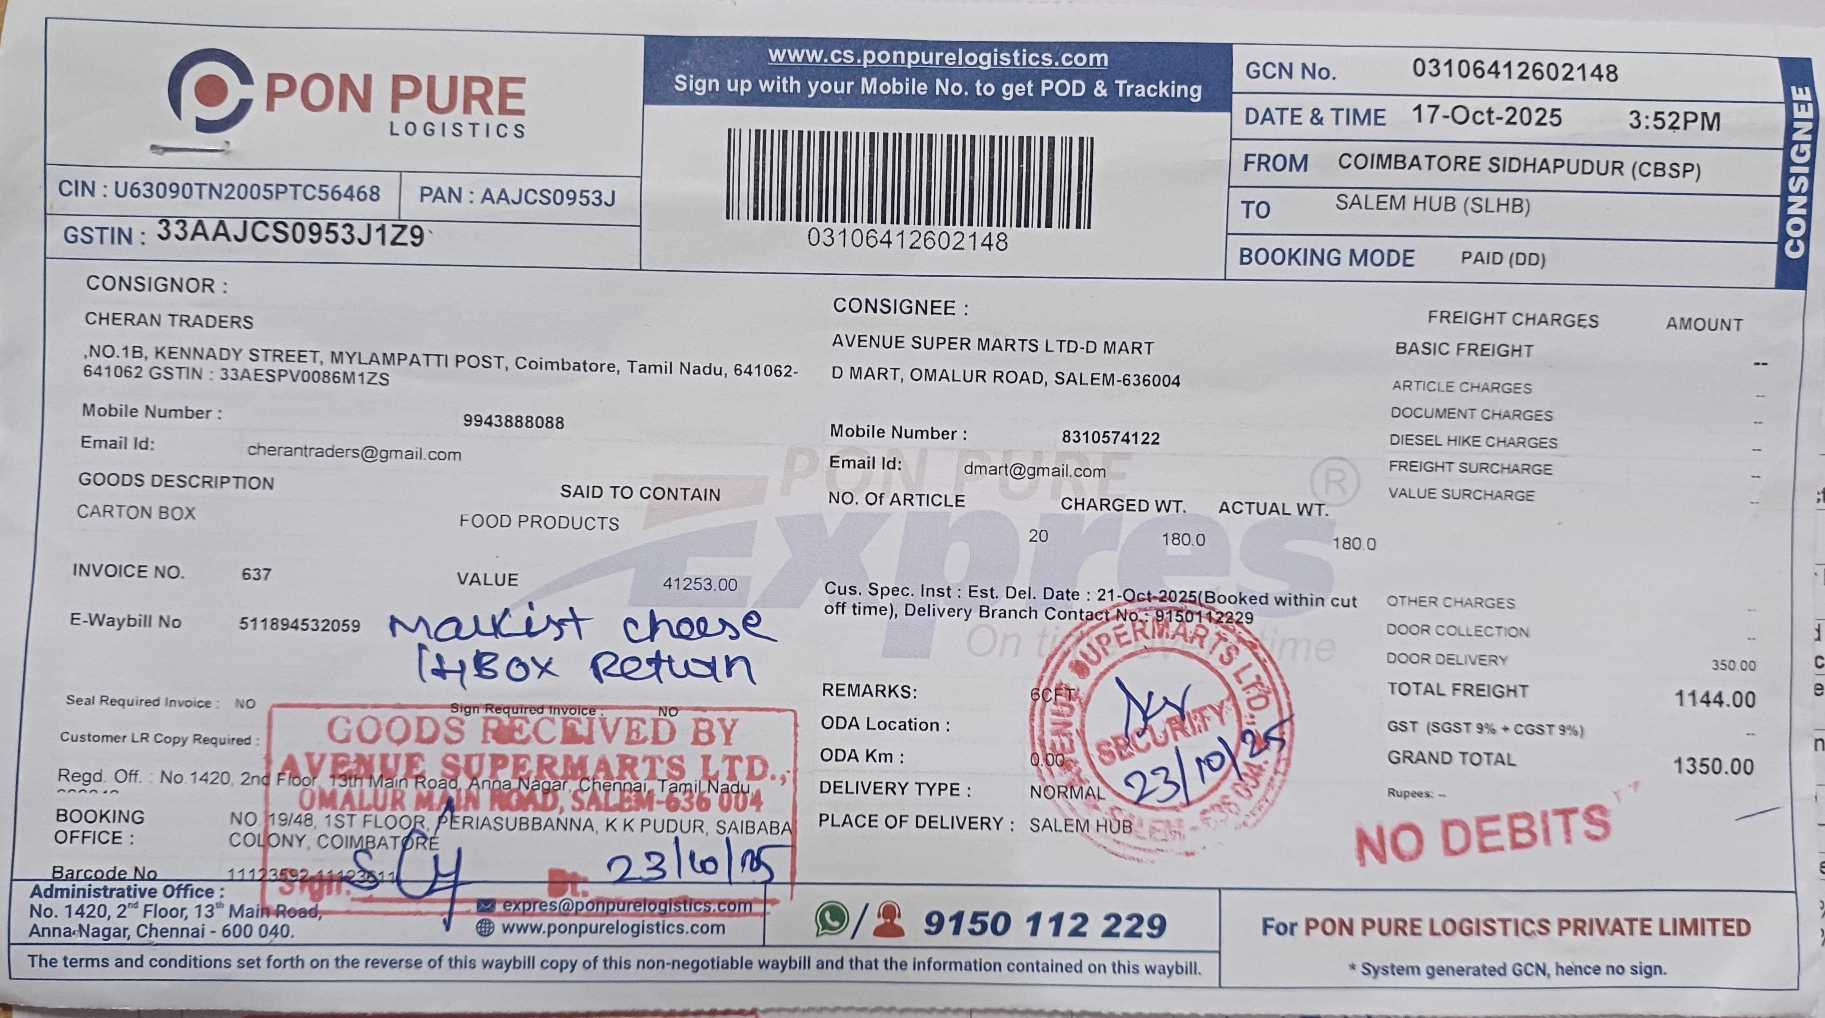 PON PURE
LOGISTICS
www.cs.ponpurelogistics.com
Sign up with your Mobile No. to get POD & Tracking
03106412602148
GCN No. 03106412602148
DATE & TIME 17-Oct-2025 3:52PM
FROM COIMBATORE SIDHAPUDUR (CBSP)
TO SALEM HUB (SLHB)
BOOKING MODE PAID (DD)
CONSIGNEE
CIN : U63090TN2005PTC56468 PAN : AAJCS0953J
GSTIN : 33AAJCS0953J1Z9
CONSIGNOR :
CHERAN TRADERS
,NO.1B, KENNADY STREET, MYLAMPATTI POST, Coimbatore, Tamil Nadu, 641062-
641062 GSTIN : 33AESPV0086M1ZS
Mobile Number : 9943888088
Email Id: cherantraders@gmail.com
GOODS DESCRIPTION SAID TO CONTAIN
CARTON BOX FOOD PRODUCTS
INVOICE NO. 637 VALUE 41253.00
E-Waybill No 511894532059
BOX Return
Seal Required Invoice : NO Sign Required Invoice : NO
Customer LR Copy Required :
Regd. Off. : No.1420, 2nd Floor, 13th Main Road, Anna Nagar, Chennai, Tamil Nadu,
BOOKING OFFICE : NO 19/48, 1ST FLOOR, PERIASUBBANNA, K K PUDUR, SAIBABA
COLONY, COIMBATORE
Barcode No 11123592-11123611
GOODS RECEIVED BY
AVENUE SUPERMARTS LTD.,
OMALUR MAIN ROAD, SALEM-636 004
Sign: Dt: 23/10/25
CONSIGNEE :
AVENUE SUPER MARTS LTD-D MART
D MART, OMALUR ROAD, SALEM-636004
Mobile Number : 8310574122
Email Id: dmart@gmail.com
NO. Of ARTICLE CHARGED WT. ACTUAL WT.
20 180.0 180.0
Cus. Spec. Inst : Est. Del. Date : 21-Oct-2025(Booked within cut
off time), Delivery Branch Contact No.: 9150112229
REMARKS: 6CFT
ODA Location :
ODA Km : 0.00
DELIVERY TYPE : NORMAL
PLACE OF DELIVERY : SALEM HUB
PON PURE
Expres
®
AVENUE SUPERMARTS LTD.
SECURITY
23/10/25
FREIGHT CHARGES AMOUNT
BASIC FREIGHT --
ARTICLE CHARGES --
DOCUMENT CHARGES --
DIESEL HIKE CHARGES --
FREIGHT SURCHARGE --
VALUE SURCHARGE --
OTHER CHARGES --
DOOR COLLECTION --
DOOR DELIVERY 350.00
TOTAL FREIGHT 1144.00
GST (SGST 9% + CGST 9%) --
GRAND TOTAL 1350.00
Rupees: --
NO DEBITS
Administrative Office :
No. 1420, 2nd Floor, 13th Main Road,
Anna Nagar, Chennai - 600 040.
expres@ponpurelogistics.com
www.ponpurelogistics.com
9150 112 229
For PON PURE LOGISTICS PRIVATE LIMITED
* System generated GCN, hence no sign.
The terms and conditions set forth on the reverse of this waybill copy of this non-negotiable waybill and that the information contained on this waybill.